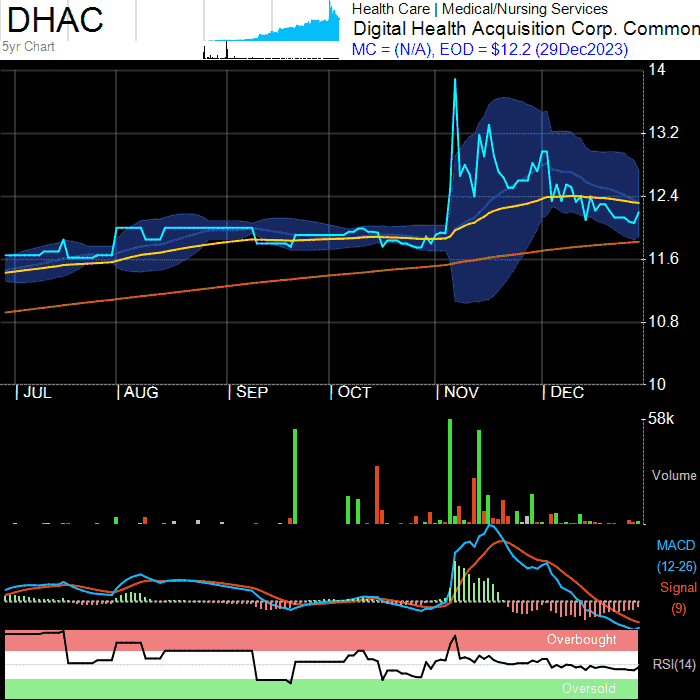 DHAC
5yr Chart
Health Care | Medical/Nursing Services
Digital Health Acquisition Corp. Common
MC = (N/A), EOD = $12.2 (29Dec2023)
14
13.2
12.4
11.6
10.8
10
JUL AUG SEP OCT NOV DEC
58k
Volume
MACD
(12-26)
Signal
(9)
Overbought
RSI(14)
Oversold